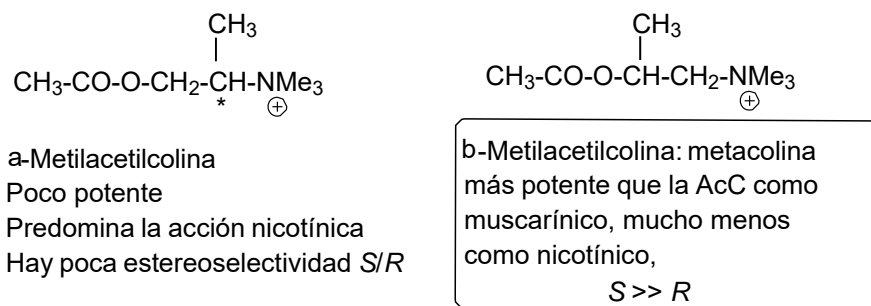 CH₃
CH₃-CO-O-CH₂-CH-NMe₃
* ⊕
a-Metilacetilcolina
Poco potente
Predomina la acción nicotínica
Hay poca estereoselectividad S/R
CH₃
CH₃-CO-O-CH-CH₂-NMe₃
⊕
b-Metilacetilcolina: metacolina
más potente que la AcC como
muscarínico, mucho menos
como nicotínico,
S >> R